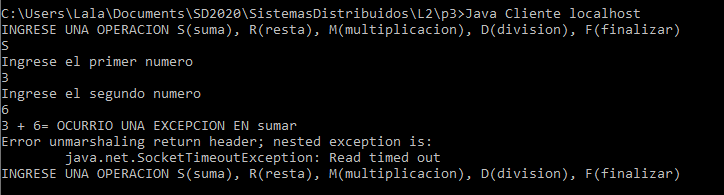 C:\Users\Lala\Documents\SD2020\SistemasDistribuidos\L2\p3>Java Cliente localhost
INGRESE UNA OPERACION S(suma), R(resta), M(multiplicacion), D(division), F(finalizar)
S
Ingrese el primer numero
3
Ingrese el segundo numero
6
3 + 6= OCURRIO UNA EXCEPCION EN sumar
Error unmarshaling return header; nested exception is:
        java.net.SocketTimeoutException: Read timed out
INGRESE UNA OPERACION S(suma), R(resta), M(multiplicacion), D(division), F(finalizar)